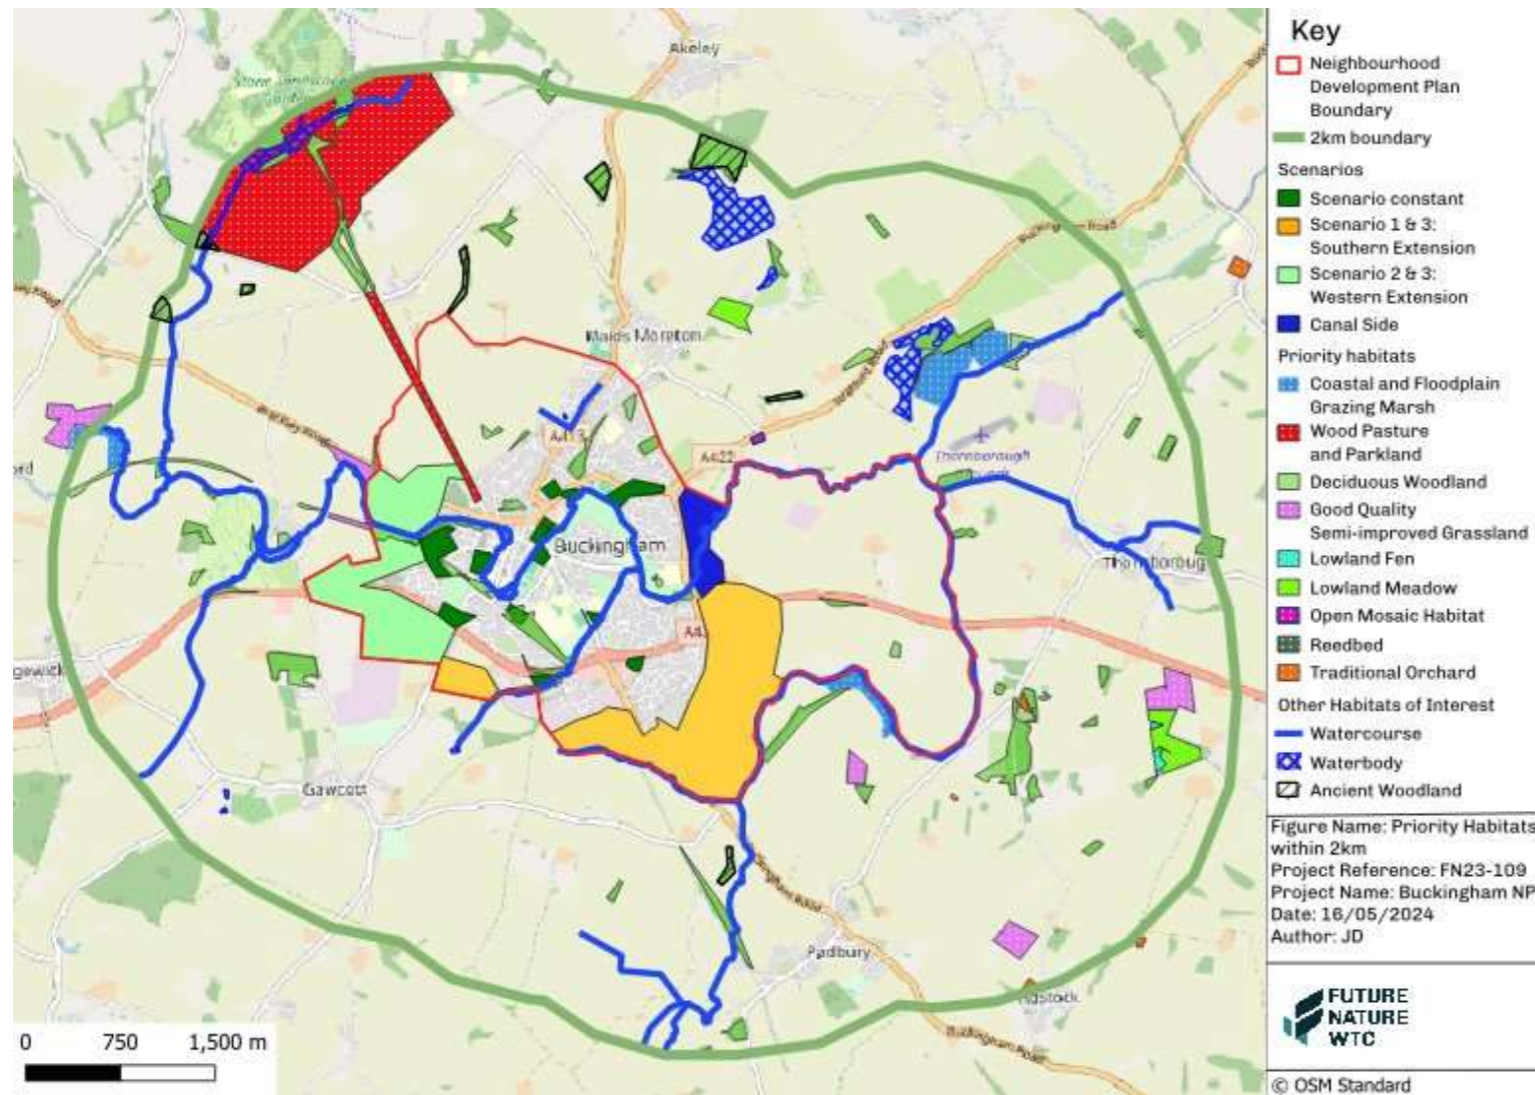 Akeley
Maids Moreton
A413
A422
Buckingham
Gawcott
Padbury
0 750 1,500 m
Key
Neighbourhood
Development Plan
Boundary
2km boundary
Scenarios
Scenario constant
Scenario 1 & 3:
Southern Extension
Scenario 2 & 3:
Western Extension
Canal Side
Priority habitats
Coastal and Floodplain
Grazing Marsh
Wood Pasture
and Parkland
Deciduous Woodland
Good Quality
Semi-improved Grassland
Lowland Fen
Lowland Meadow
Open Mosaic Habitat
Reedbed
Traditional Orchard
Other Habitats of Interest
Watercourse
Waterbody
Ancient Woodland
Figure Name: Priority Habitats
within 2km
Project Reference: FN23-109
Project Name: Buckingham NP
Date: 16/05/2024
Author: JD
FUTURE
NATURE
WTC
© OSM Standard